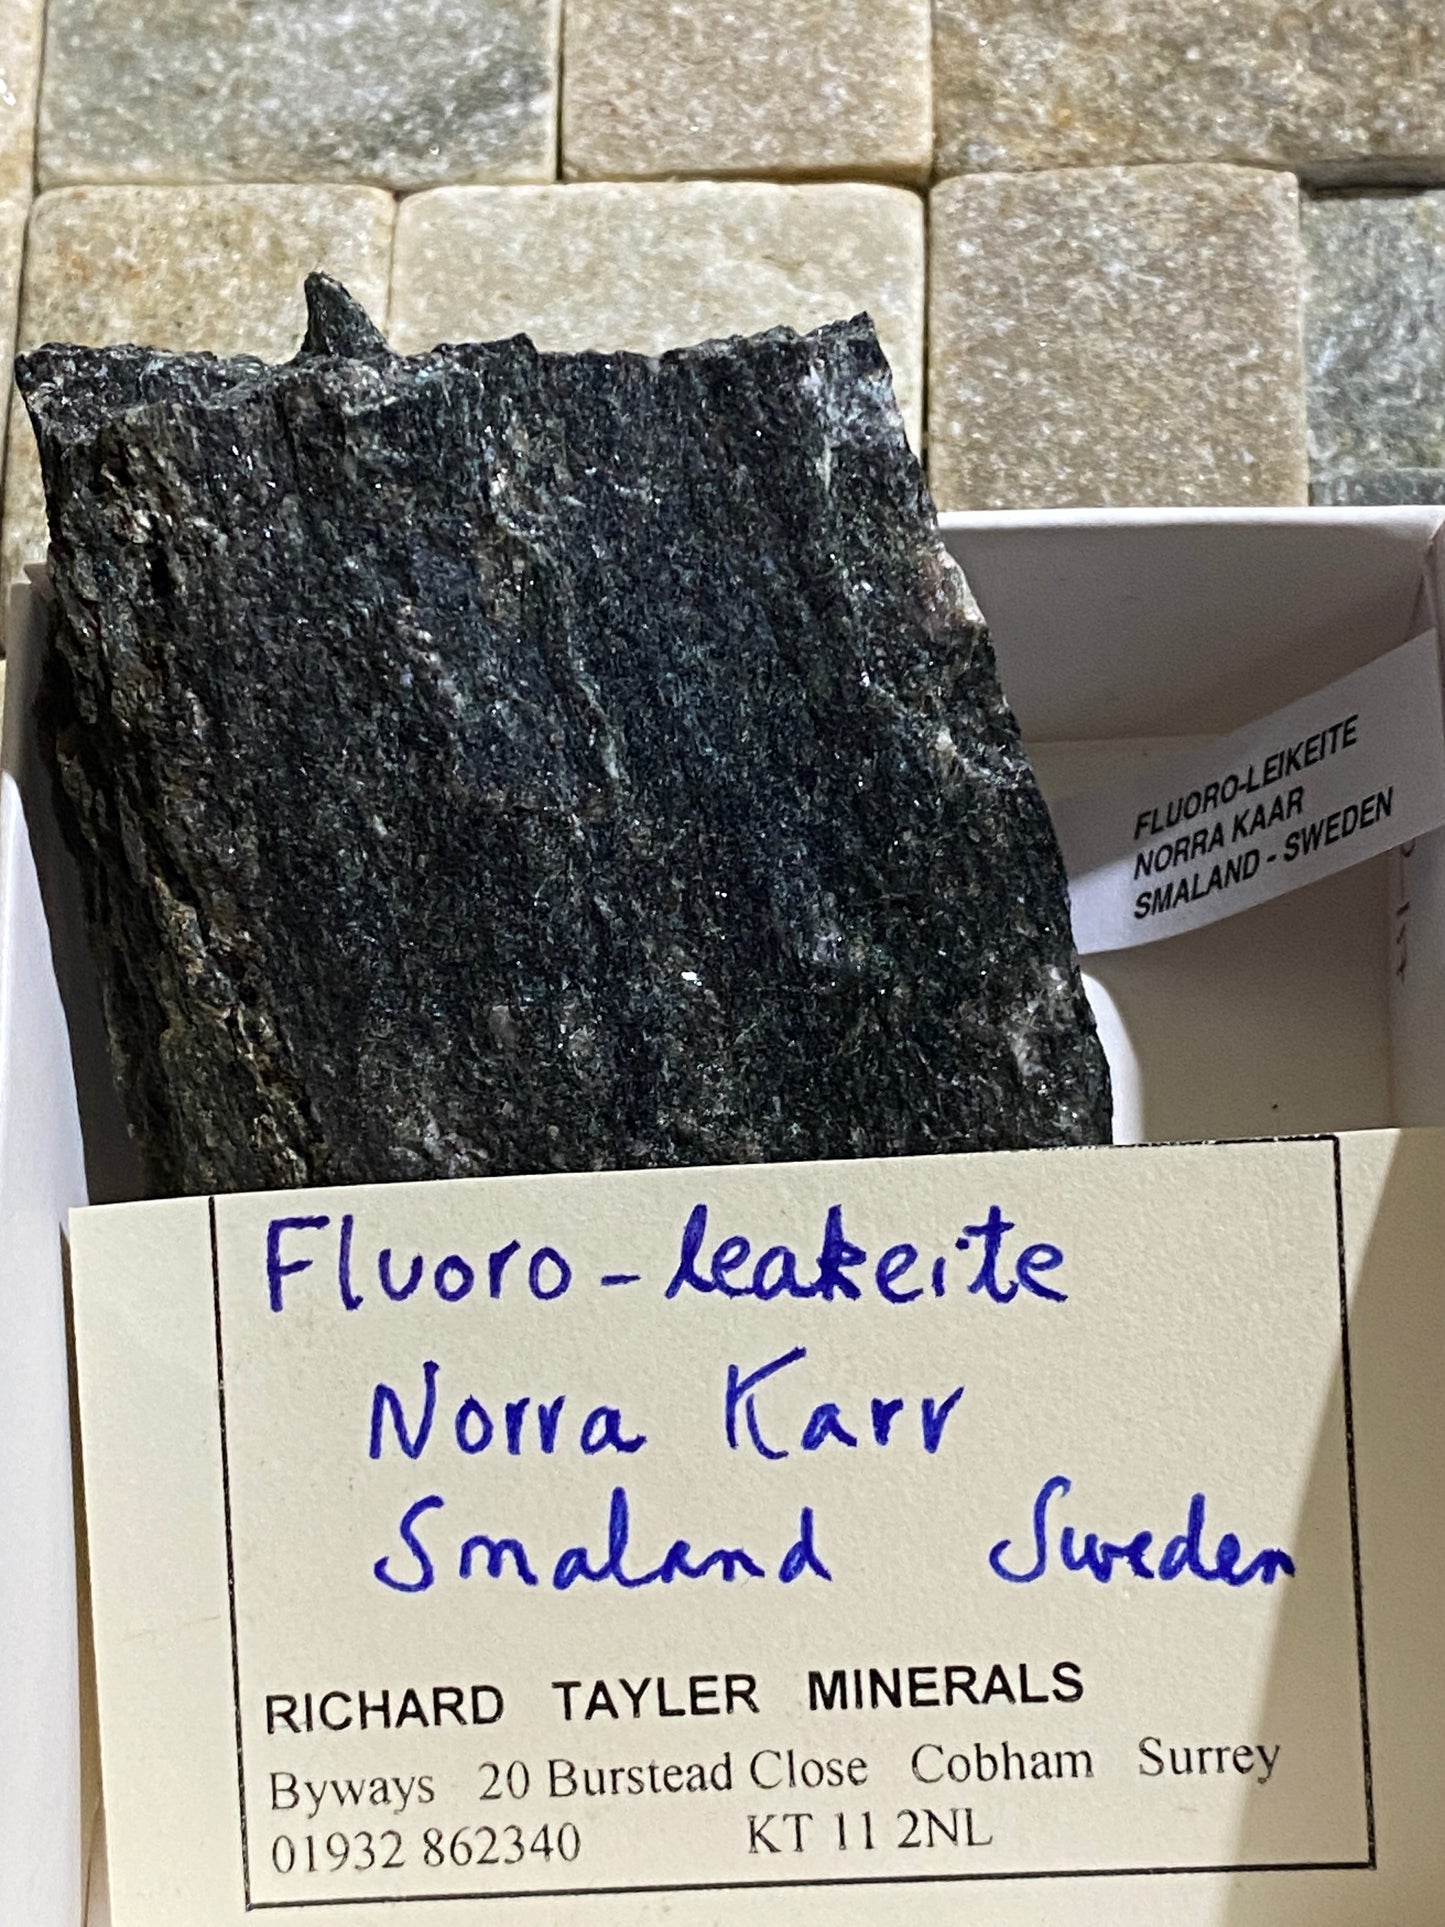 FLUORO-LEIKEITE
NORRA KAAR
SMALAND - SWEDEN
Fluoro-leakeite
Norra Karr
Smaland Sweden
RICHARD TAYLER MINERALS
Byways 20 Burstead Close Cobham Surrey
01932 862340 KT 11 2NL